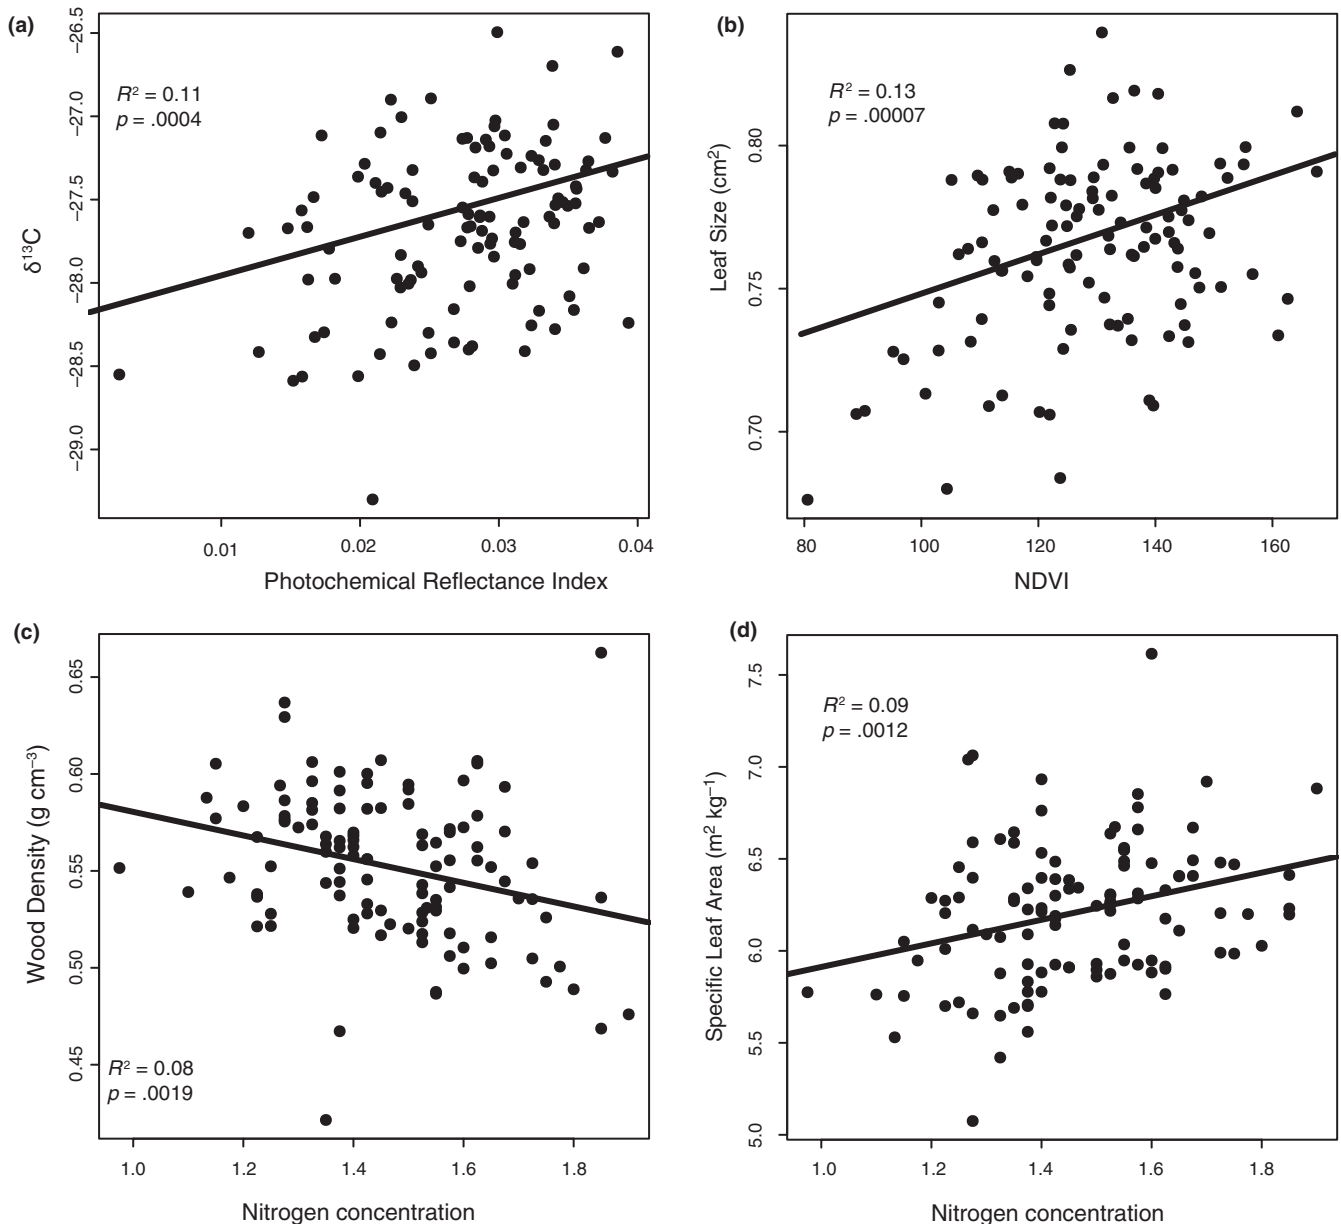 (a)
−26.5
−27.0
−27.5
−28.0
−28.5
−29.0
δ¹³C
R² = 0.11
p = .0004
0.01 0.02 0.03 0.04
Photochemical Reflectance Index
(b)
0.80
0.75
0.70
Leaf Size (cm²)
R² = 0.13
p = .00007
80 100 120 140 160
NDVI
(c)
0.65
0.60
0.55
0.50
0.45
Wood Density (g cm⁻³)
R² = 0.08
p = .0019
1.0 1.2 1.4 1.6 1.8
Nitrogen concentration
(d)
7.5
7.0
6.5
6.0
5.5
5.0
Specific Leaf Area (m² kg⁻¹)
R² = 0.09
p = .0012
1.0 1.2 1.4 1.6 1.8
Nitrogen concentration